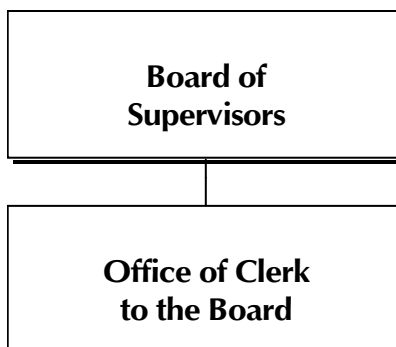 Board of
Supervisors
Office of Clerk
to the Board